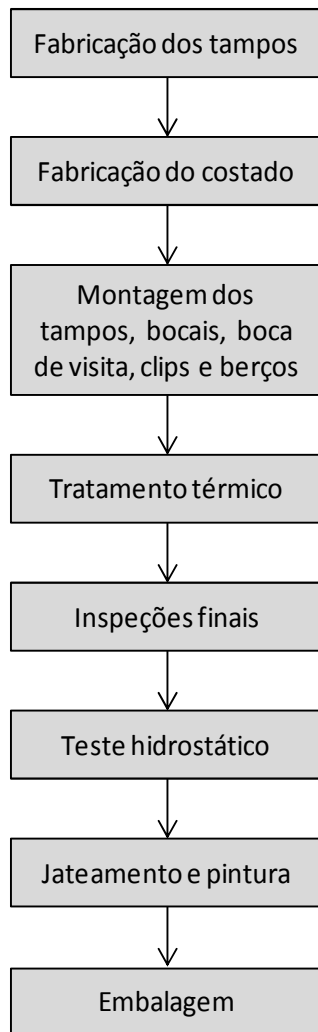 Fabricação dos tampos
Fabricação do costado
Montagem dos
tampos, bocais, boca
de visita, clips e berços
Tratamento térmico
Inspeções finais
Teste hidrostático
Jateamento e pintura
Embalagem